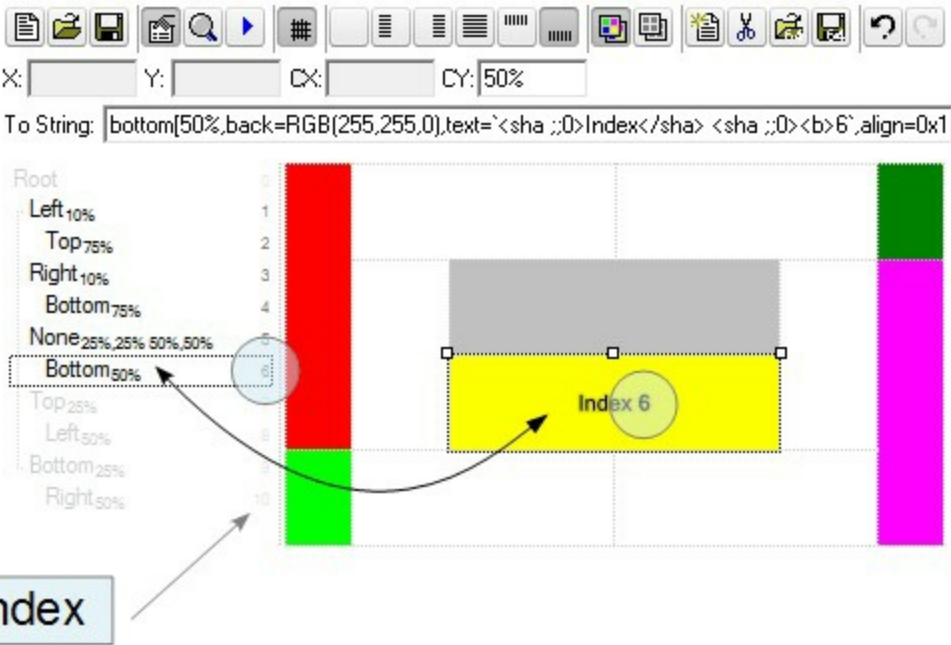 X: Y: CX: CY: 50%
To String: bottom[50%,back=RGB(255,255,0),text=`<sha ;;0>Index</sha> <sha ;;0><b>6`,align=0x1
Root 0
Left10% 1
Top75% 2
Right10% 3
Bottom75% 4
None25%,25% 50%,50% 5
Bottom50% 6
Index 6
Top25%
Left50% 8
Bottom25% 9
Right50% 10
ndex